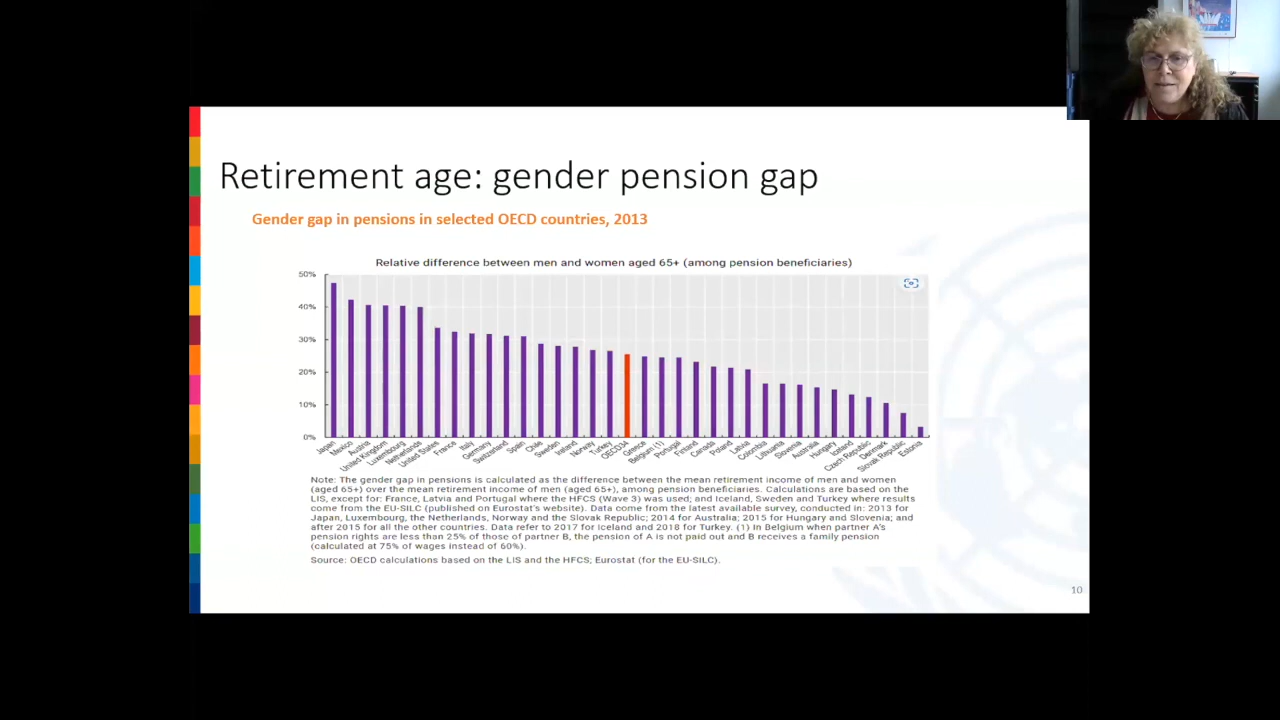 Retirement age: gender pension gap
Gender gap in pensions in selected OECD countries, 2013
Relative difference between men and women aged 65+ (among pension beneficiaries)
50%
40%
30%
20%
10%
0%
Japan
Mexico
Austria
United Kingdom
Luxembourg
Netherlands
United States
France
Italy
Germany
Switzerland
Spain
Chile
Sweden
Ireland
Norway
Turkey
OECD34
Greece
Belgium (1)
Portugal
Finland
Canada
Poland
Latvia
Colombia
Lithuania
Slovenia
Australia
Hungary
Iceland
Czech Republic
Denmark
Slovak Republic
Estonia
Note: The gender gap in pensions is calculated as the difference between the mean retirement income of men and women
(aged 65+) over the mean retirement income of men (aged 65+), among pension beneficiaries. Calculations are based on the
LIS, except for: France, Latvia and Portugal where the HFCS (Wave 3) was used; and Iceland, Sweden and Turkey where results
come from the EU-SILC (published on Eurostat's website). Data come from the latest available survey, conducted in: 2013 for
Japan, Luxembourg, the Netherlands, Norway and the Slovak Republic; 2014 for Australia; 2015 for Hungary and Slovenia; and
after 2015 for all the other countries. Data refer to 2017 for Iceland and 2018 for Turkey. (1) In Belgium when partner A's
pension rights are less than 25% of those of partner B, the pension of A is not paid out and B receives a family pension
(calculated at 75% of wages instead of 60%).
Source: OECD calculations based on the LIS and the HFCS; Eurostat (for the EU-SILC).
10